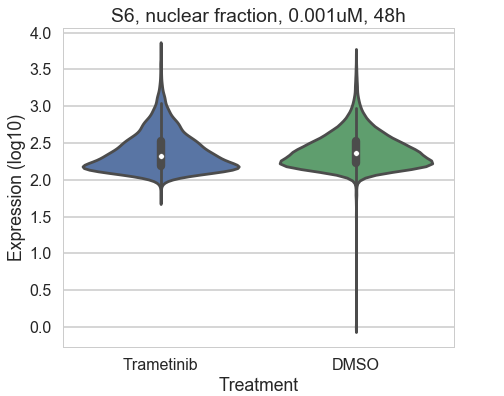 S6, nuclear fraction, 0.001uM, 48h
4.0
3.5
3.0
2.5
2.0
1.5
1.0
0.5
0.0
Expression (log10)
Trametinib DMSO
Treatment